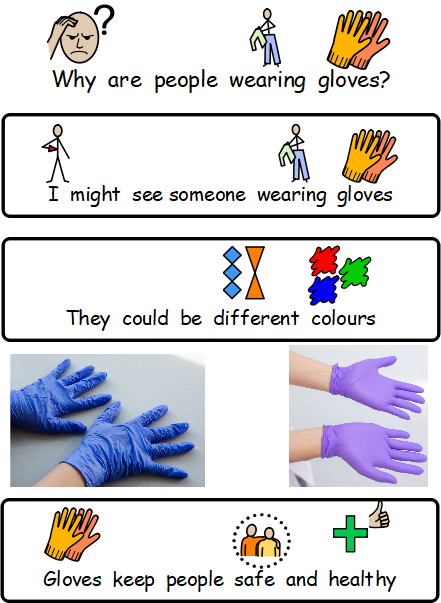 Why are people wearing gloves?
I might see someone wearing gloves
They could be different colours
Gloves keep people safe and healthy